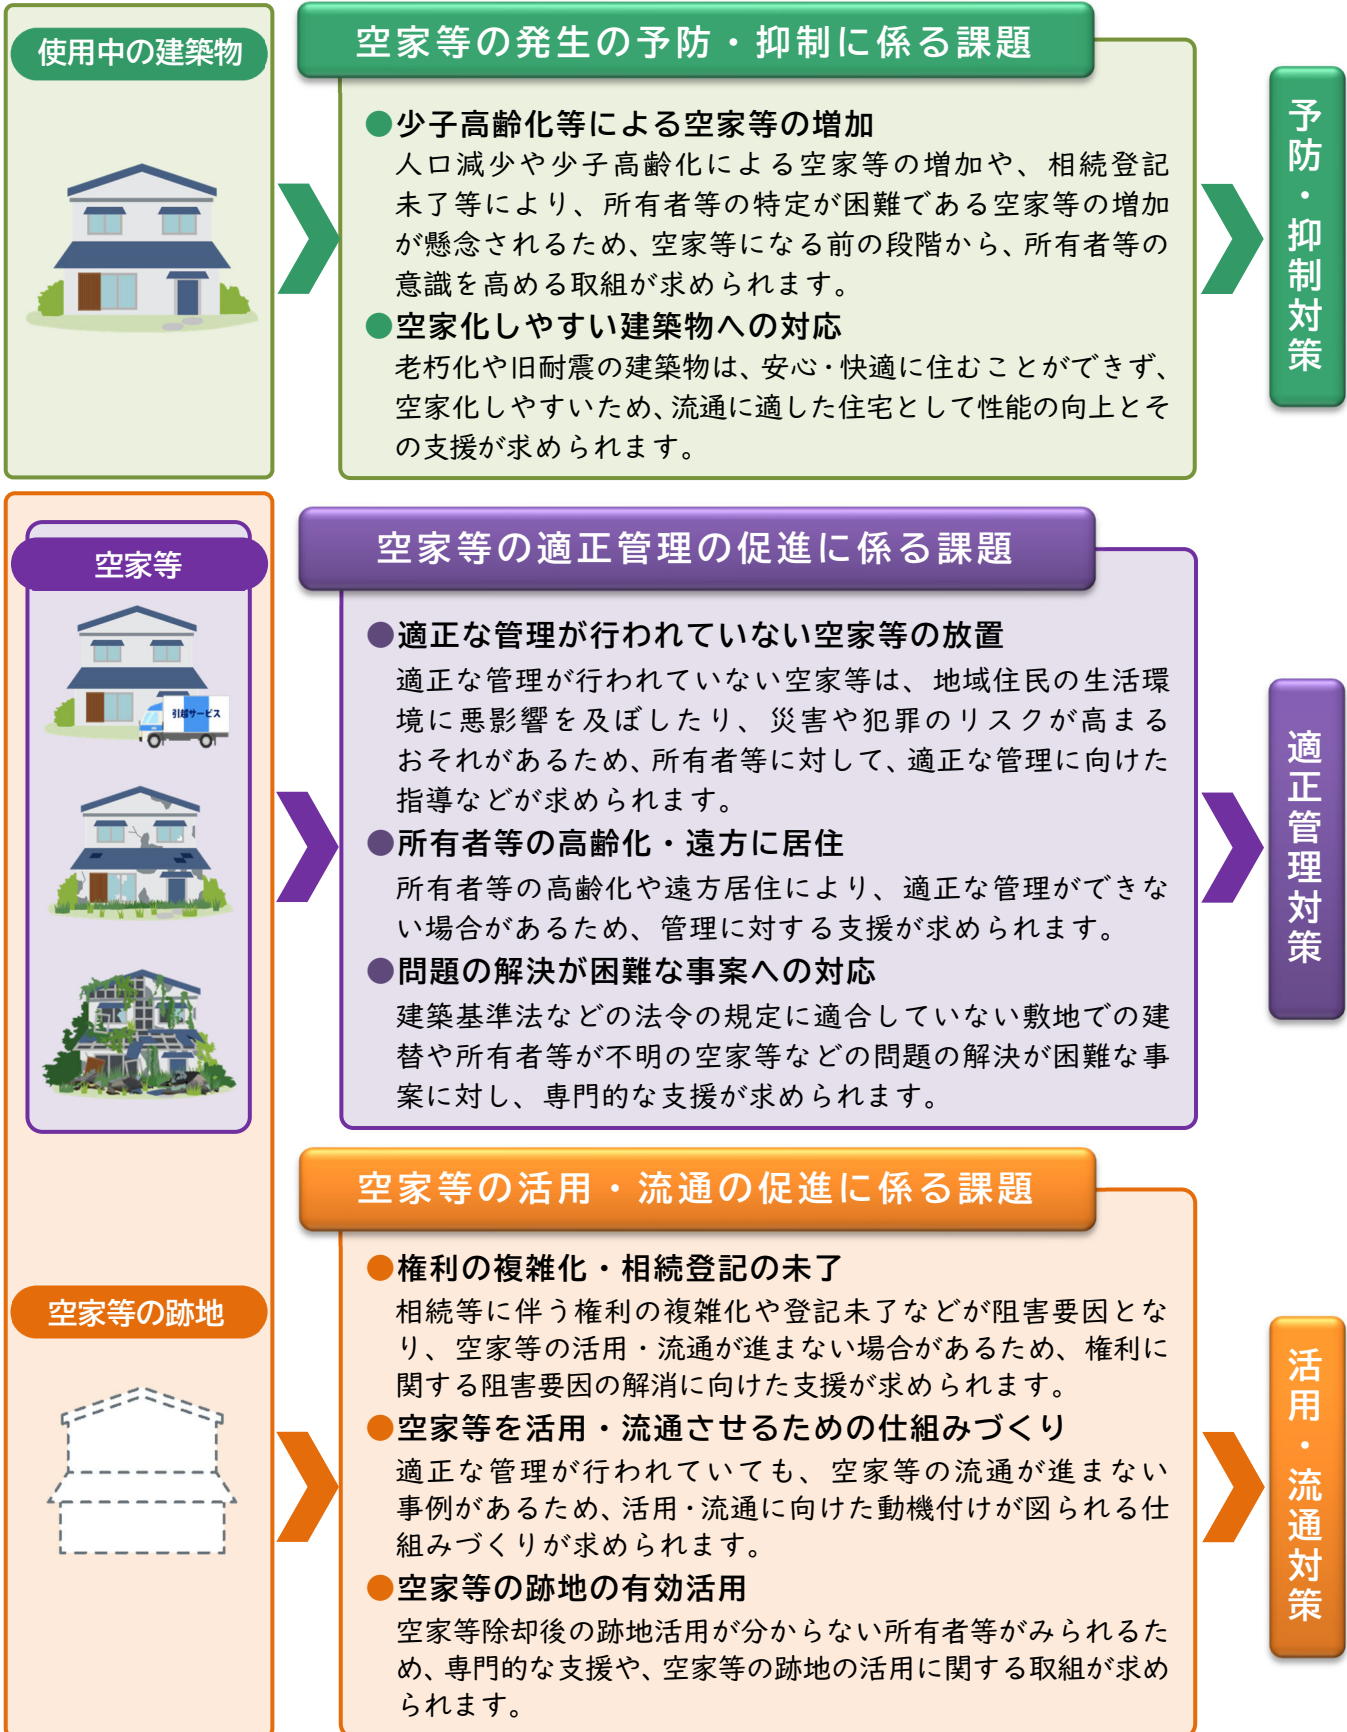 使用中の建築物
空家等の発生の予防・抑制に係る課題
●少子高齢化等による空家等の増加
人口減少や少子高齢化による空家等の増加や、相続登記
未了等により、所有者等の特定が困難である空家等の増加
が懸念されるため、空家等になる前の段階から、所有者等の
意識を高める取組が求められます。
●空家化しやすい建築物への対応
老朽化や旧耐震の建築物は、安心・快適に住むことができず、
空家化しやすいため、流通に適した住宅として性能の向上とそ
の支援が求められます。
予防・抑制対策
空家等
引越サービス
空家等の適正管理の促進に係る課題
●適正な管理が行われていない空家等の放置
適正な管理が行われていない空家等は、地域住民の生活環
境に悪影響を及ぼしたり、災害や犯罪のリスクが高まる
おそれがあるため、所有者等に対して、適正な管理に向けた
指導などが求められます。
●所有者等の高齢化・遠方に居住
所有者等の高齢化や遠方居住により、適正な管理ができな
い場合があるため、管理に対する支援が求められます。
●問題の解決が困難な事案への対応
建築基準法などの法令の規定に適合していない敷地での建
替や所有者等が不明の空家等などの問題の解決が困難な事
案に対し、専門的な支援が求められます。
適正管理対策
空家等の跡地
空家等の活用・流通の促進に係る課題
●権利の複雑化・相続登記の未了
相続等に伴う権利の複雑化や登記未了などが阻害要因とな
り、空家等の活用・流通が進まない場合があるため、権利に
関する阻害要因の解消に向けた支援が求められます。
●空家等を活用・流通させるための仕組みづくり
適正な管理が行われていても、空家等の流通が進まない
事例があるため、活用・流通に向けた動機付けが図られる仕
組みづくりが求められます。
●空家等の跡地の有効活用
空家等除却後の跡地活用が分からない所有者等がみられるた
め、専門的な支援や、空家等の跡地の活用に関する取組が求め
られます。
活用・流通対策